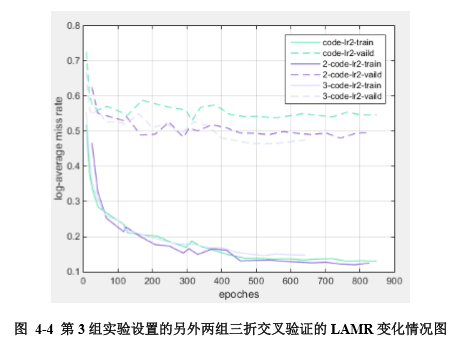 0.8
0.7
0.6
0.5
0.4
0.3
0.2
0.1
log-average miss rate
code-lr2-train
code-lr2-vaild
2-code-lr2-train
2-code-lr2-vaild
3-code-lr2-train
3-code-lr2-vaild
0 100 200 300 400 500 600 700 800 900
epoches
图 4-4 第 3 组实验设置的另外两组三折交叉验证的 LAMR 变化情况图